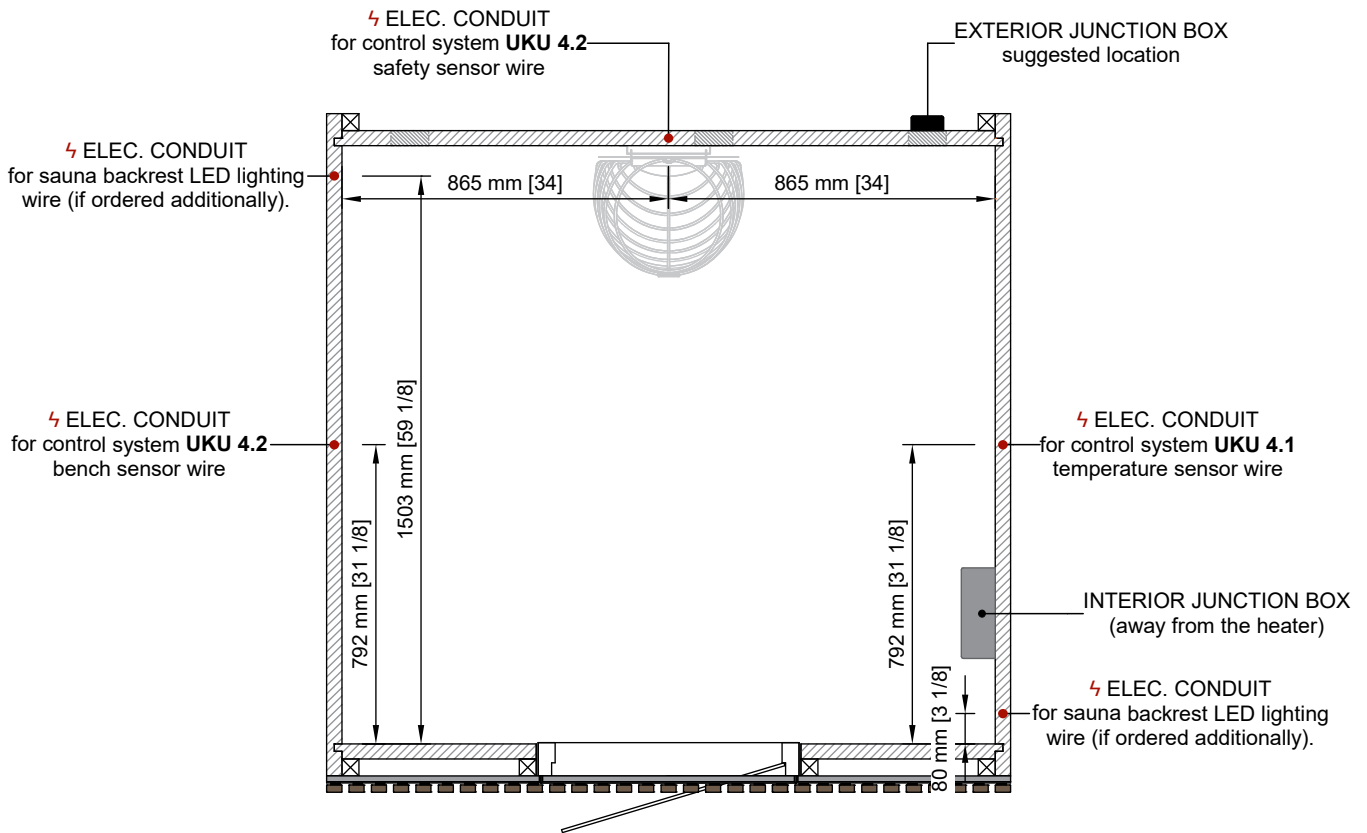 ϟ ELEC. CONDUIT
for control system UKU 4.2
safety sensor wire
EXTERIOR JUNCTION BOX
suggested location
ϟ ELEC. CONDUIT
for sauna backrest LED lighting
wire (if ordered additionally).
865 mm [34]
865 mm [34]
1503 mm [59 1/8]
ϟ ELEC. CONDUIT
for control system UKU 4.2
bench sensor wire
ϟ ELEC. CONDUIT
for control system UKU 4.1
temperature sensor wire
792 mm [31 1/8]
792 mm [31 1/8]
INTERIOR JUNCTION BOX
(away from the heater)
80 mm [3 1/8]
ϟ ELEC. CONDUIT
for sauna backrest LED lighting
wire (if ordered additionally).